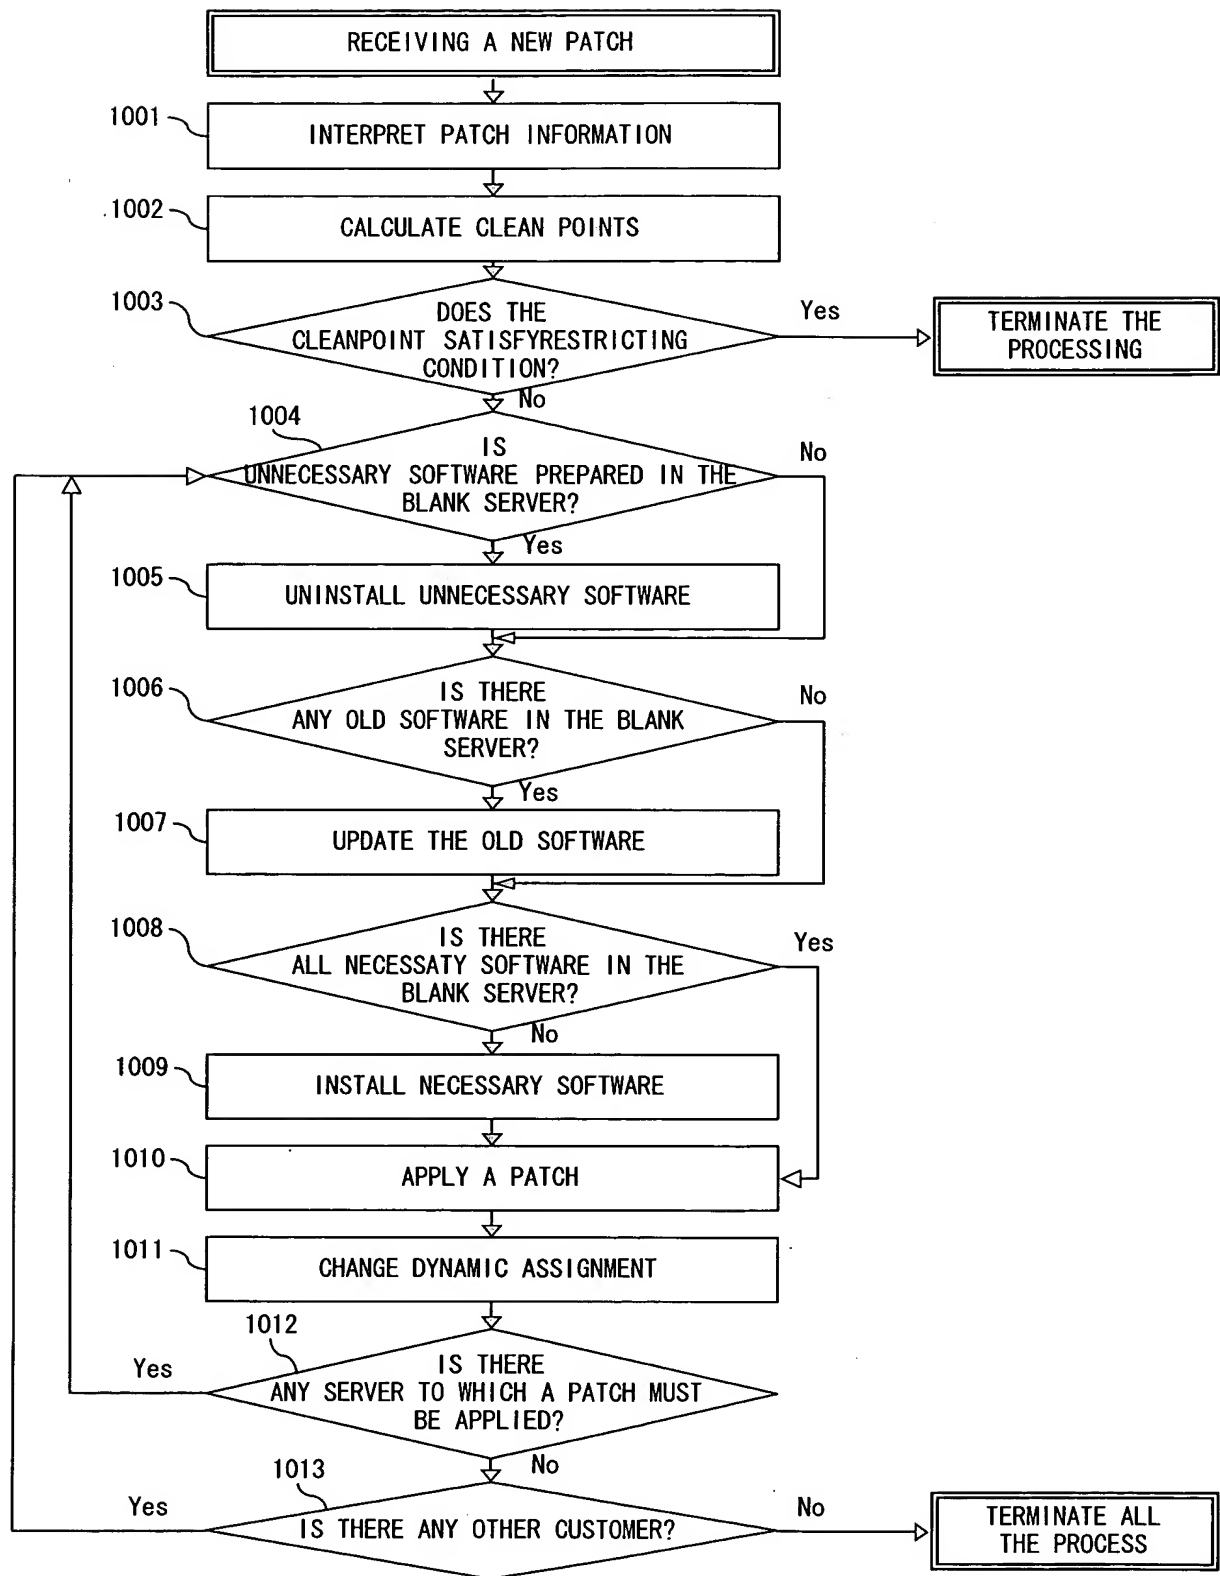 RECEIVING A NEW PATCH
1001
INTERPRET PATCH INFORMATION
1002
CALCULATE CLEAN POINTS
1003
DOES THE
CLEANPOINT SATISFYRESTRICTING
CONDITION?
Yes
TERMINATE THE
PROCESSING
No
1004
IS
UNNECESSARY SOFTWARE PREPARED IN THE
BLANK SERVER?
No
Yes
1005
UNINSTALL UNNECESSARY SOFTWARE
1006
IS THERE
ANY OLD SOFTWARE IN THE BLANK
SERVER?
No
Yes
1007
UPDATE THE OLD SOFTWARE
1008
IS THERE
ALL NECESSATY SOFTWARE IN THE
BLANK SERVER?
Yes
No
1009
INSTALL NECESSARY SOFTWARE
1010
APPLY A PATCH
1011
CHANGE DYNAMIC ASSIGNMENT
1012
Yes
IS THERE
ANY SERVER TO WHICH A PATCH MUST
BE APPLIED?
No
1013
Yes
IS THERE ANY OTHER CUSTOMER?
No
TERMINATE ALL
THE PROCESS